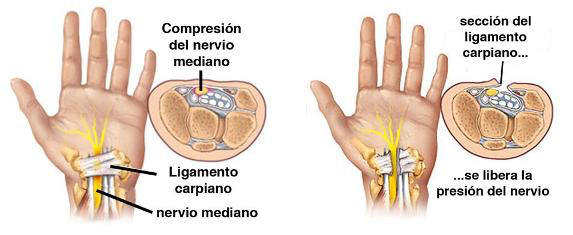 Compresión
del nervio
mediano
Ligamento
carpiano
nervio mediano
sección del
ligamento
carpiano...
...se libera la
presión del nervio